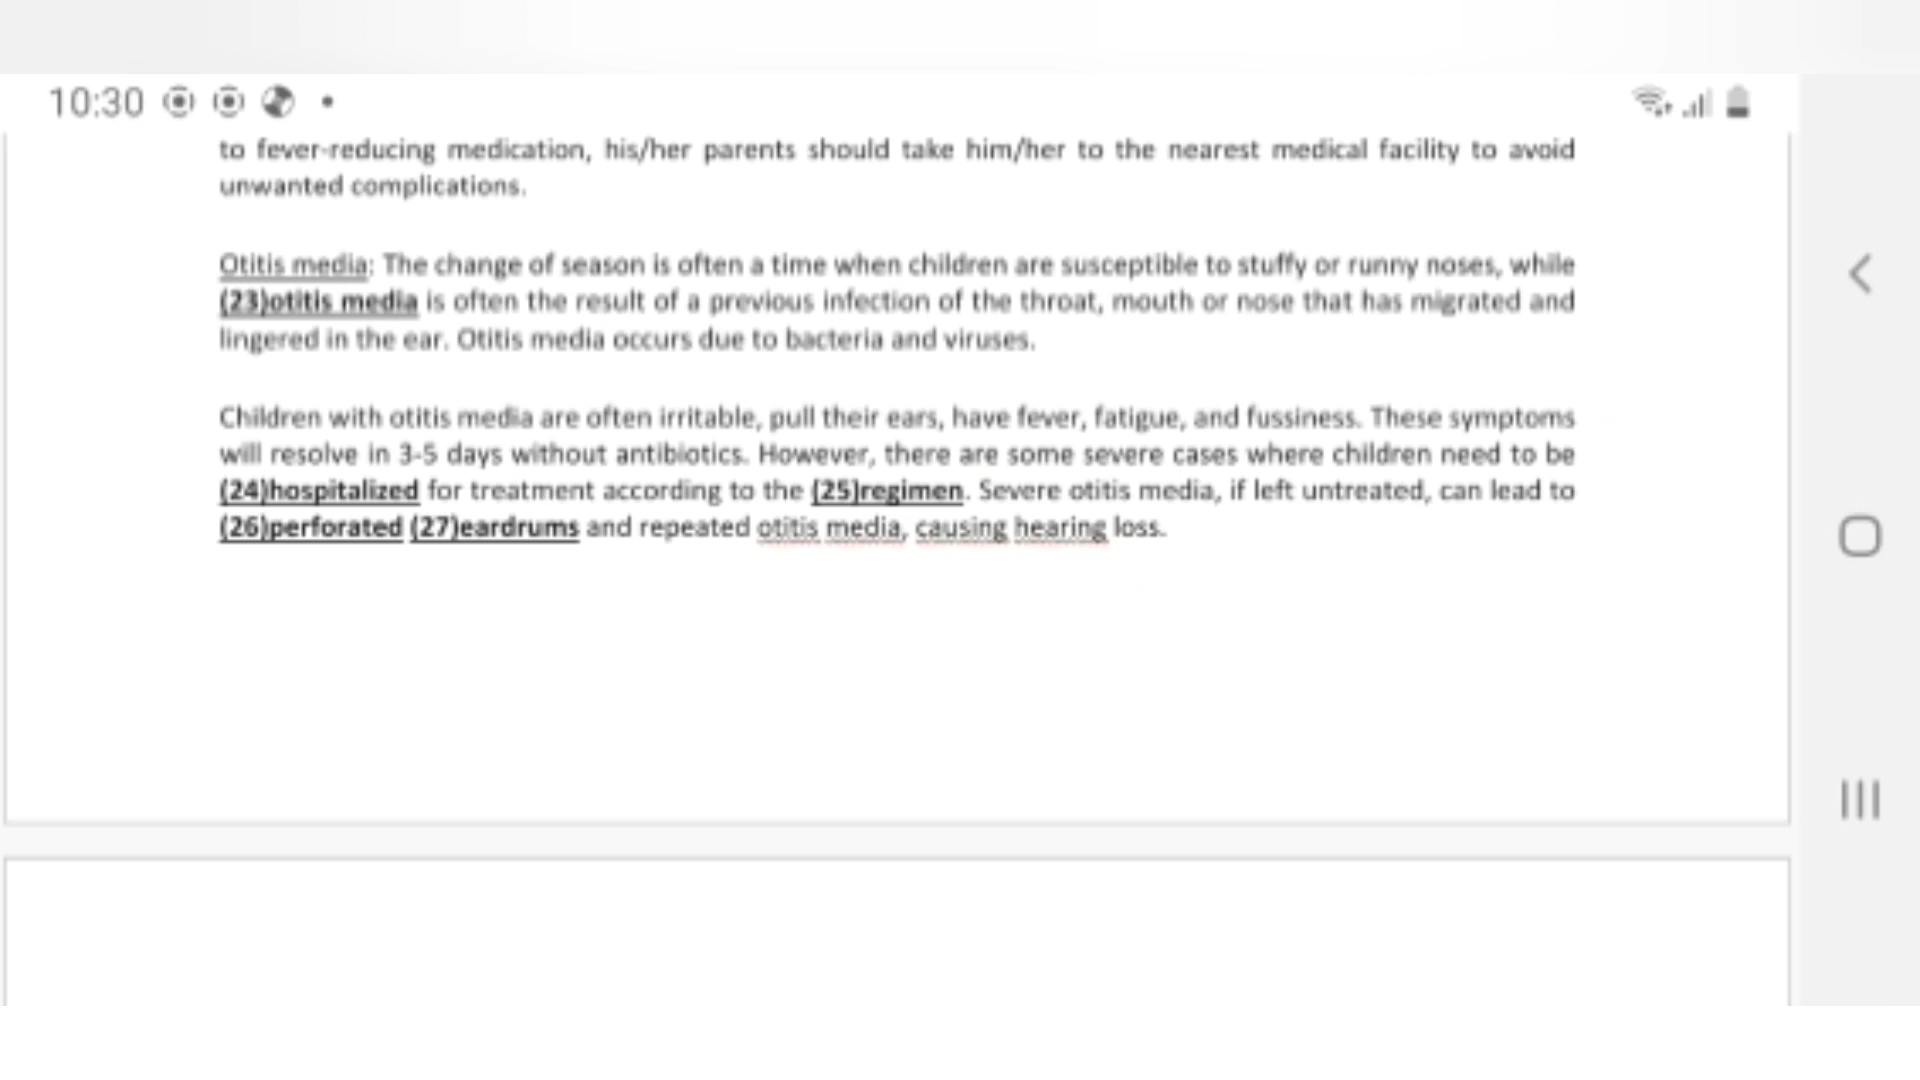 10:30
to fever-reducing medication, his/her parents should take him/her to the nearest medical facility to avoid
unwanted complications.
Otitis media: The change of season is often a time when children are susceptible to stuffy or runny noses, while
(23)otitis media is often the result of a previous infection of the throat, mouth or nose that has migrated and
lingered in the ear. Otitis media occurs due to bacteria and viruses.
Children with otitis media are often irritable, pull their ears, have fever, fatigue, and fussiness. These symptoms
will resolve in 3-5 days without antibiotics. However, there are some severe cases where children need to be
(24)hospitalized for treatment according to the (25)regimen. Severe otitis media, if left untreated, can lead to
(26)perforated (27)eardrums and repeated otitis media, causing hearing loss.